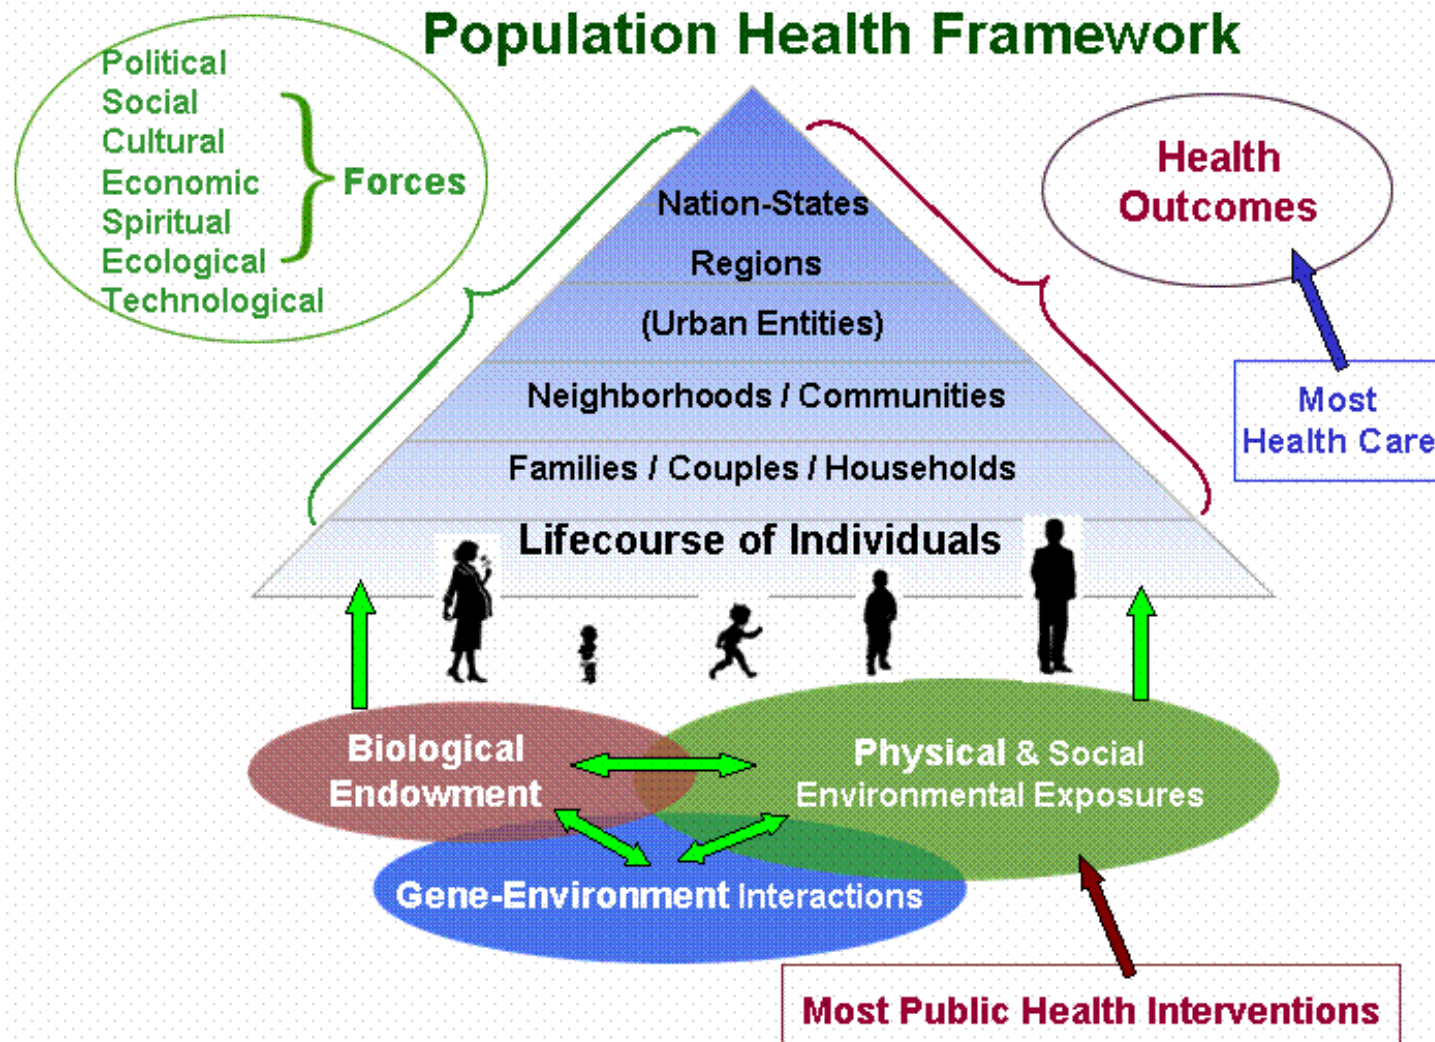 Population Health Framework
Political
Social
Cultural
Economic
Spiritual
Ecological
Technological
Forces
Nation-States
Regions
(Urban Entities)
Neighborhoods / Communities
Families / Couples / Households
Lifecourse of Individuals
Health
Outcomes
Most
Health Care
Biological
Endowment
Physical & Social
Environmental Exposures
Gene-Environment Interactions
Most Public Health Interventions